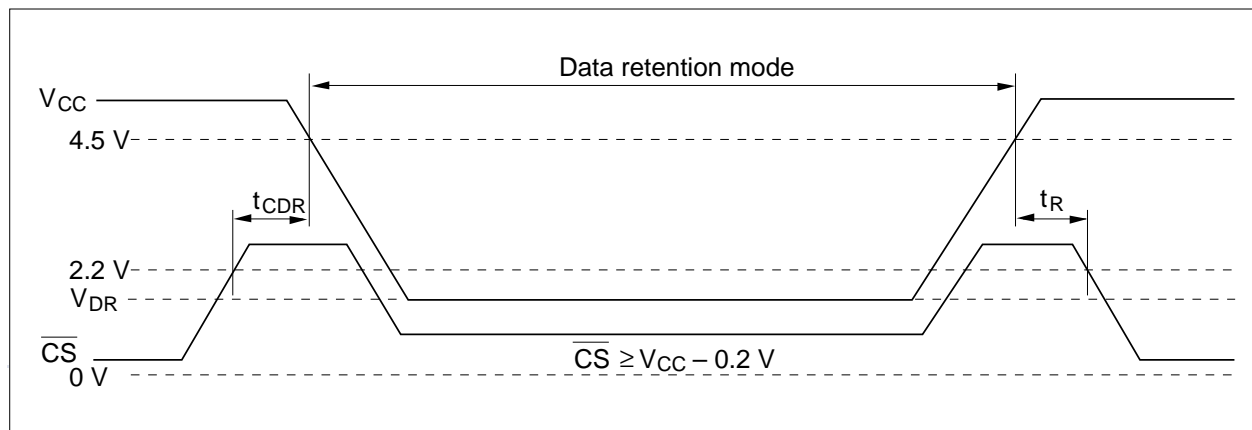 Data retention mode
VCC
4.5 V
tCDR
tR
2.2 V
VDR
CS
CS ≥ VCC – 0.2 V
0 V